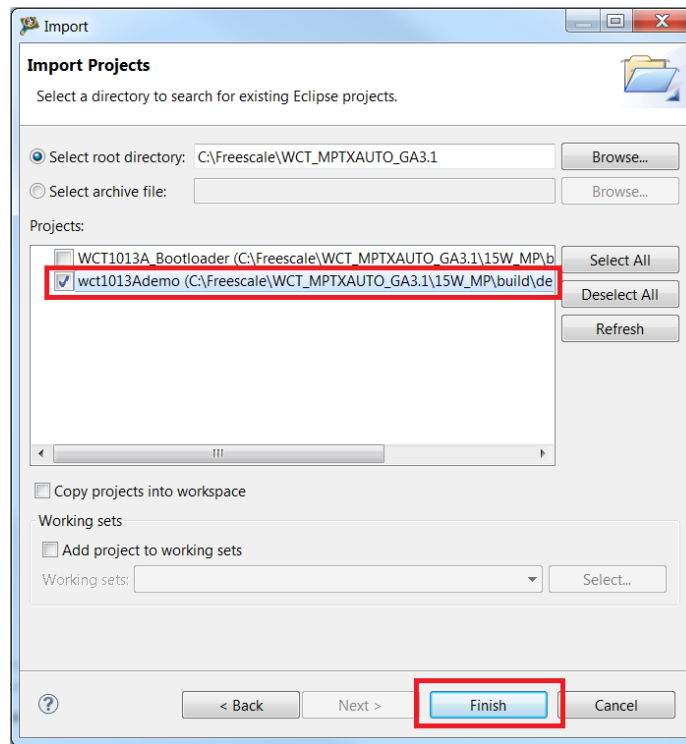 Import
Import Projects
Select a directory to search for existing Eclipse projects.
Select root directory: C:\Freescale\WCT_MPTXAUTO_GA3.1 Browse...
Select archive file: Browse...
Projects:
WCT1013A_Bootloader (C:\Freescale\WCT_MPTXAUTO_GA3.1\15W_MP\b
Select All
wct1013Ademo (C:\Freescale\WCT_MPTXAUTO_GA3.1\15W_MP\build\de
Deselect All
Refresh
Copy projects into workspace
Working sets
Add project to working sets
Working sets: Select...
< Back Next > Finish Cancel